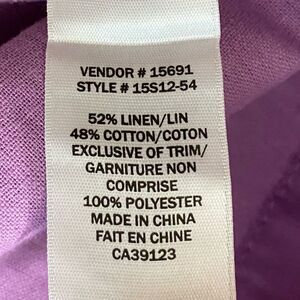 VENDOR # 15691
STYLE # 15S12-54
52% LINEN/LIN
48% COTTON/COTON
EXCLUSIVE OF TRIM/
GARNITURE NON
COMPRISE
100% POLYESTER
MADE IN CHINA
FAIT EN CHINE
CA39123